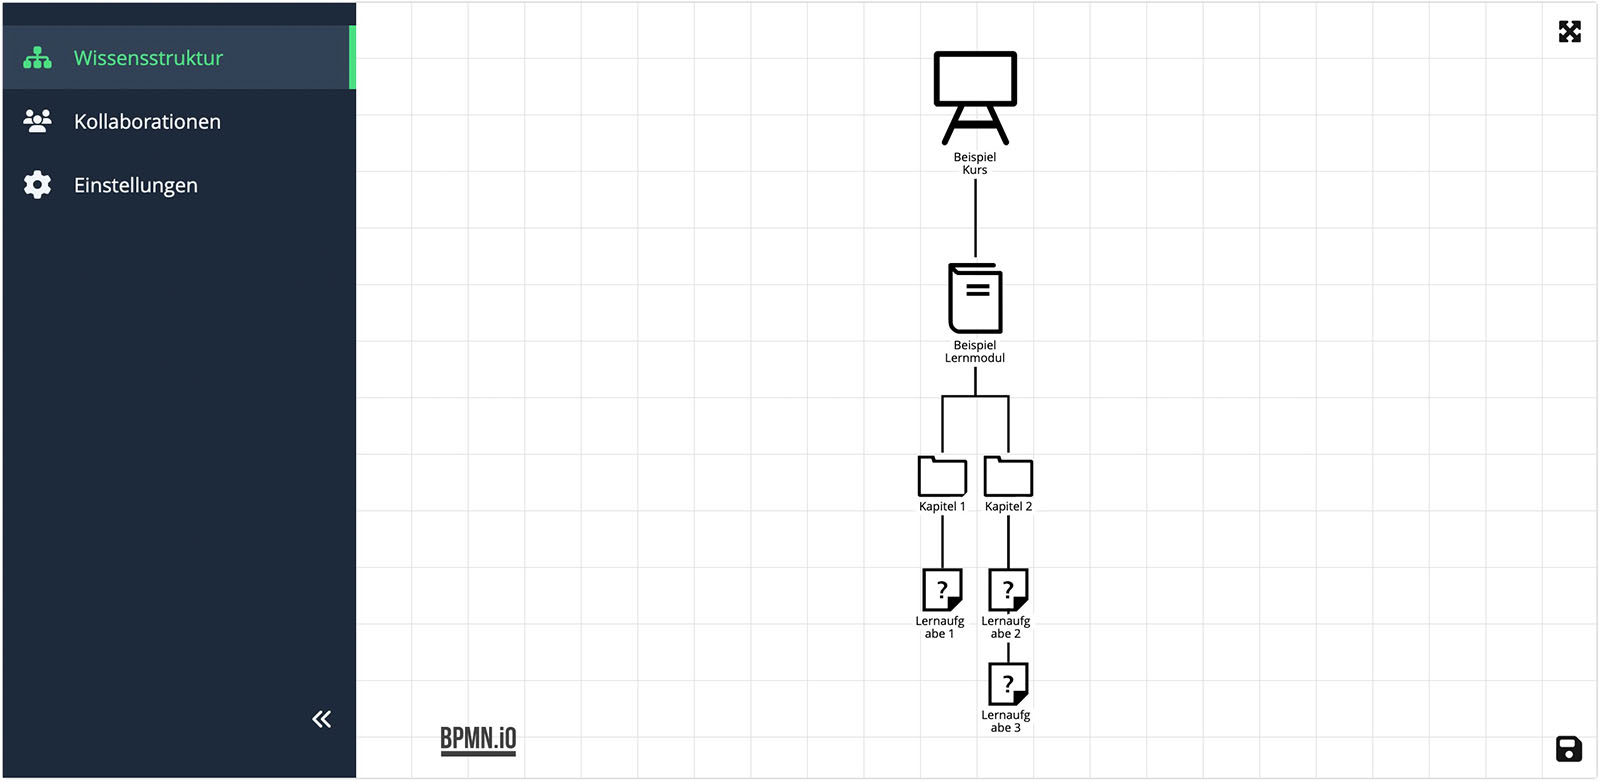 Wissensstruktur
Kollaborationen
Einstellungen
Beispiel
Kurs
Beispiel
Lernmodul
Kapitel 1
Kapitel 2
?
?
Lernaufg
abe 1
Lernaufg
abe 2
?
Lernaufg
abe 3
BPMN.iO